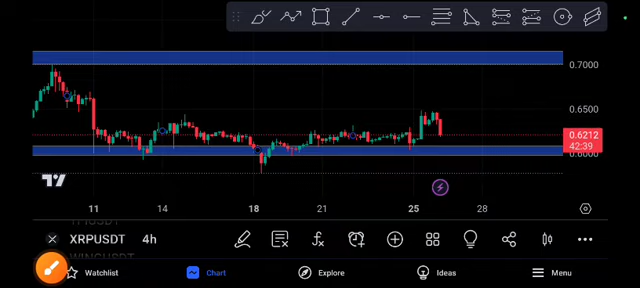 0.7000
0.6500
0.6212
42:39
0.6000
11 14 18 21 25 28
XRPUSDT 4h
Watchlist Chart Explore Ideas Menu